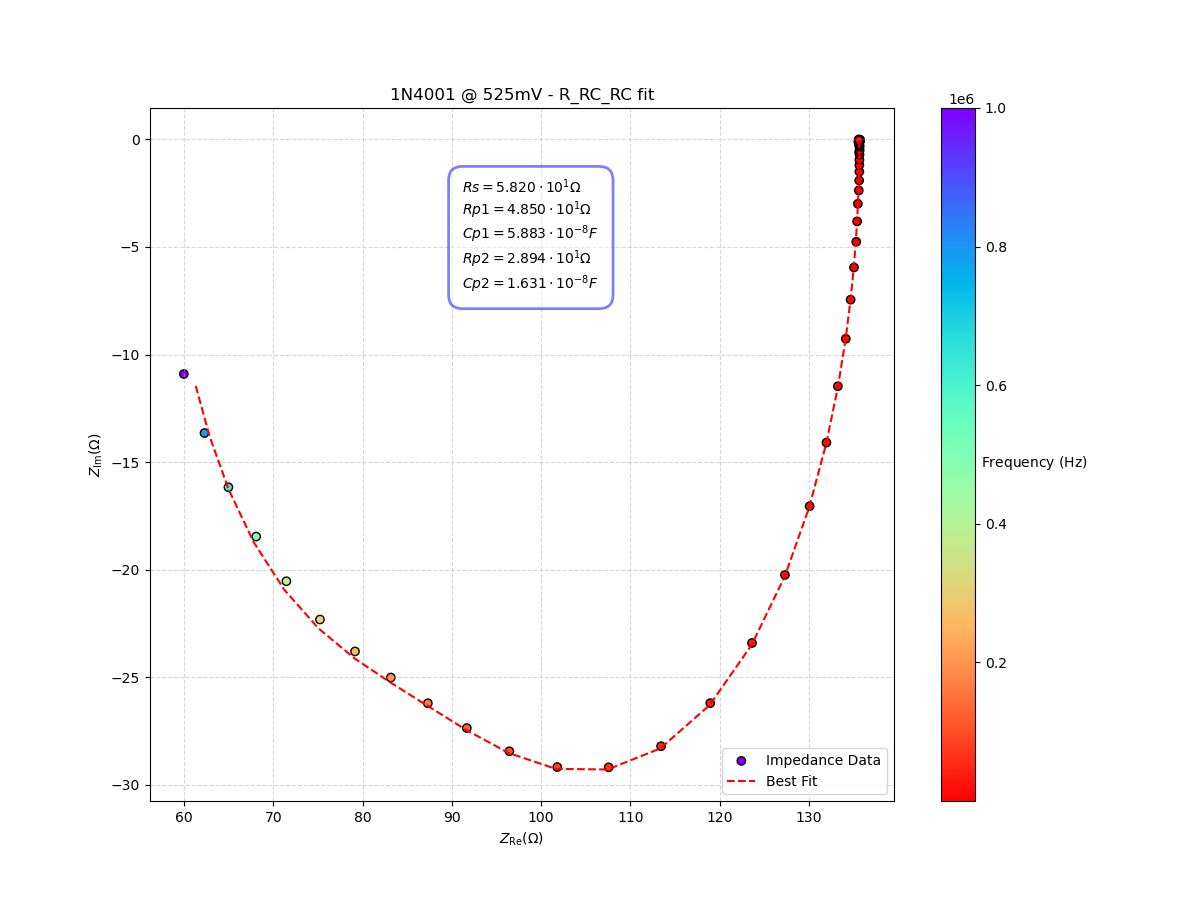 1N4001 @ 525mV - R_RC_RC fit
1e6
Rs = 5.820 · 10¹Ω
Rp1 = 4.850 · 10¹Ω
Cp1 = 5.883 · 10⁻⁸F
Rp2 = 2.894 · 10¹Ω
Cp2 = 1.631 · 10⁻⁸F
0
−5
−10
−15
−20
−25
−30
Z_Im(Ω)
60 70 80 90 100 110 120 130
Z_Re(Ω)
Impedance Data
Best Fit
1.0
0.8
0.6
0.4
0.2
Frequency (Hz)